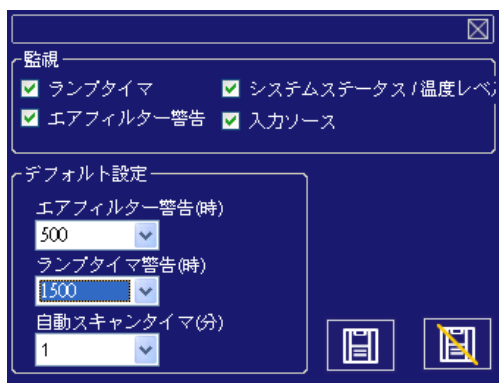 監視
ランプタイマ
システムステータス / 温度レベ
エアフィルター警告
入力ソース
デフォルト設定
エアフィルター警告(時)
500
ランプタイマ警告(時)
1500
自動スキャンタイマ(分)
1